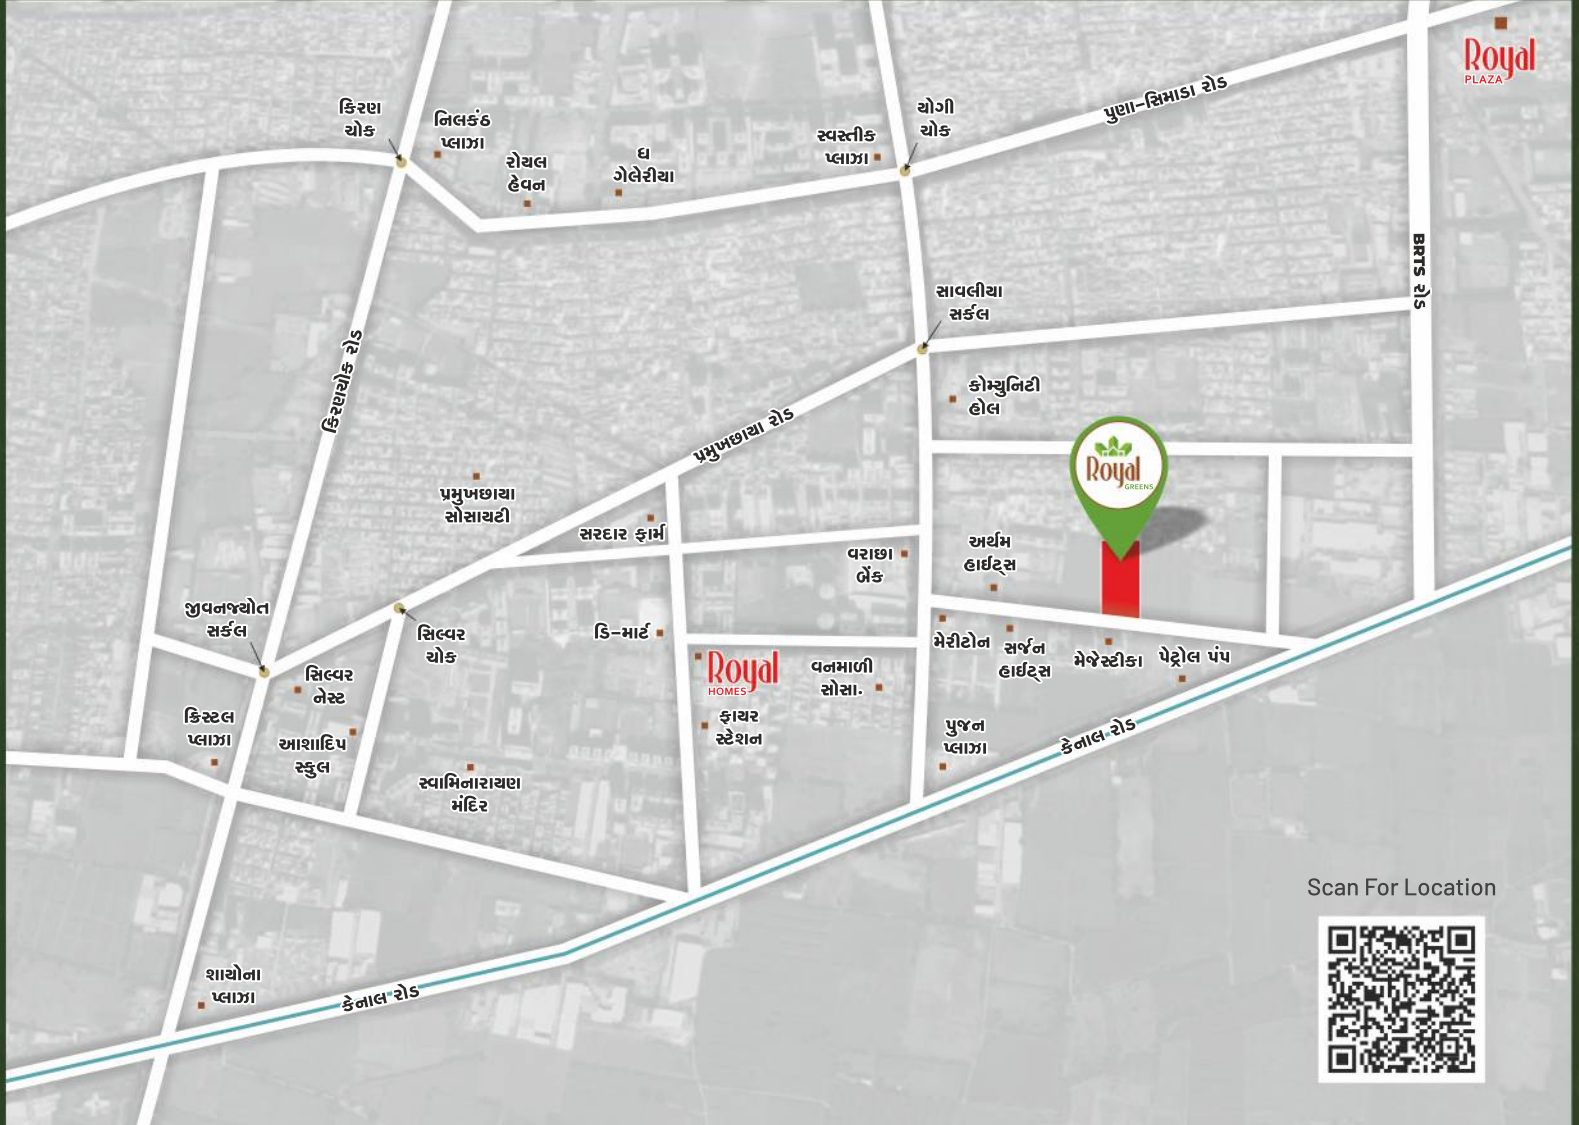 Royal
PLAZA
કિરણ
ચોક
નિલકંઠ
પ્લાઝા
રોયલ
હેવન
ધ
ગેલેરીયા
સ્વસ્તીક
પ્લાઝા
યોગી
ચોક
પુણા-સિમાડા રોડ
BRTS રોડ
સાવલીયા
સર્કલ
કિરણચોક રોડ
કોમ્યુનિટી
હોલ
પ્રમુખછાયા રોડ
Royal
GREENS
પ્રમુખછાયા
સોસાયટી
સરદાર ફાર્મ
વરાછા
બેંક
અર્થમ
હાઈટ્સ
જીવનજ્યોત
સર્કલ
સિલ્વર
ચોક
ડિ-માર્ટ
મેરીટોન
સર્જન
હાઈટ્સ
મેજેસ્ટીકા
પેટ્રોલ પંપ
સિલ્વર
નેસ્ટ
Royal
HOMES
વનમાળી
સોસા.
ક્રિસ્ટલ
પ્લાઝા
આશાદિપ
સ્કુલ
ફાયર
સ્ટેશન
પુજન
પ્લાઝા
કેનાલ રોડ
સ્વામિનારાયણ
મંદિર
Scan For Location
શાયોના
પ્લાઝા
કેનાલ રોડ